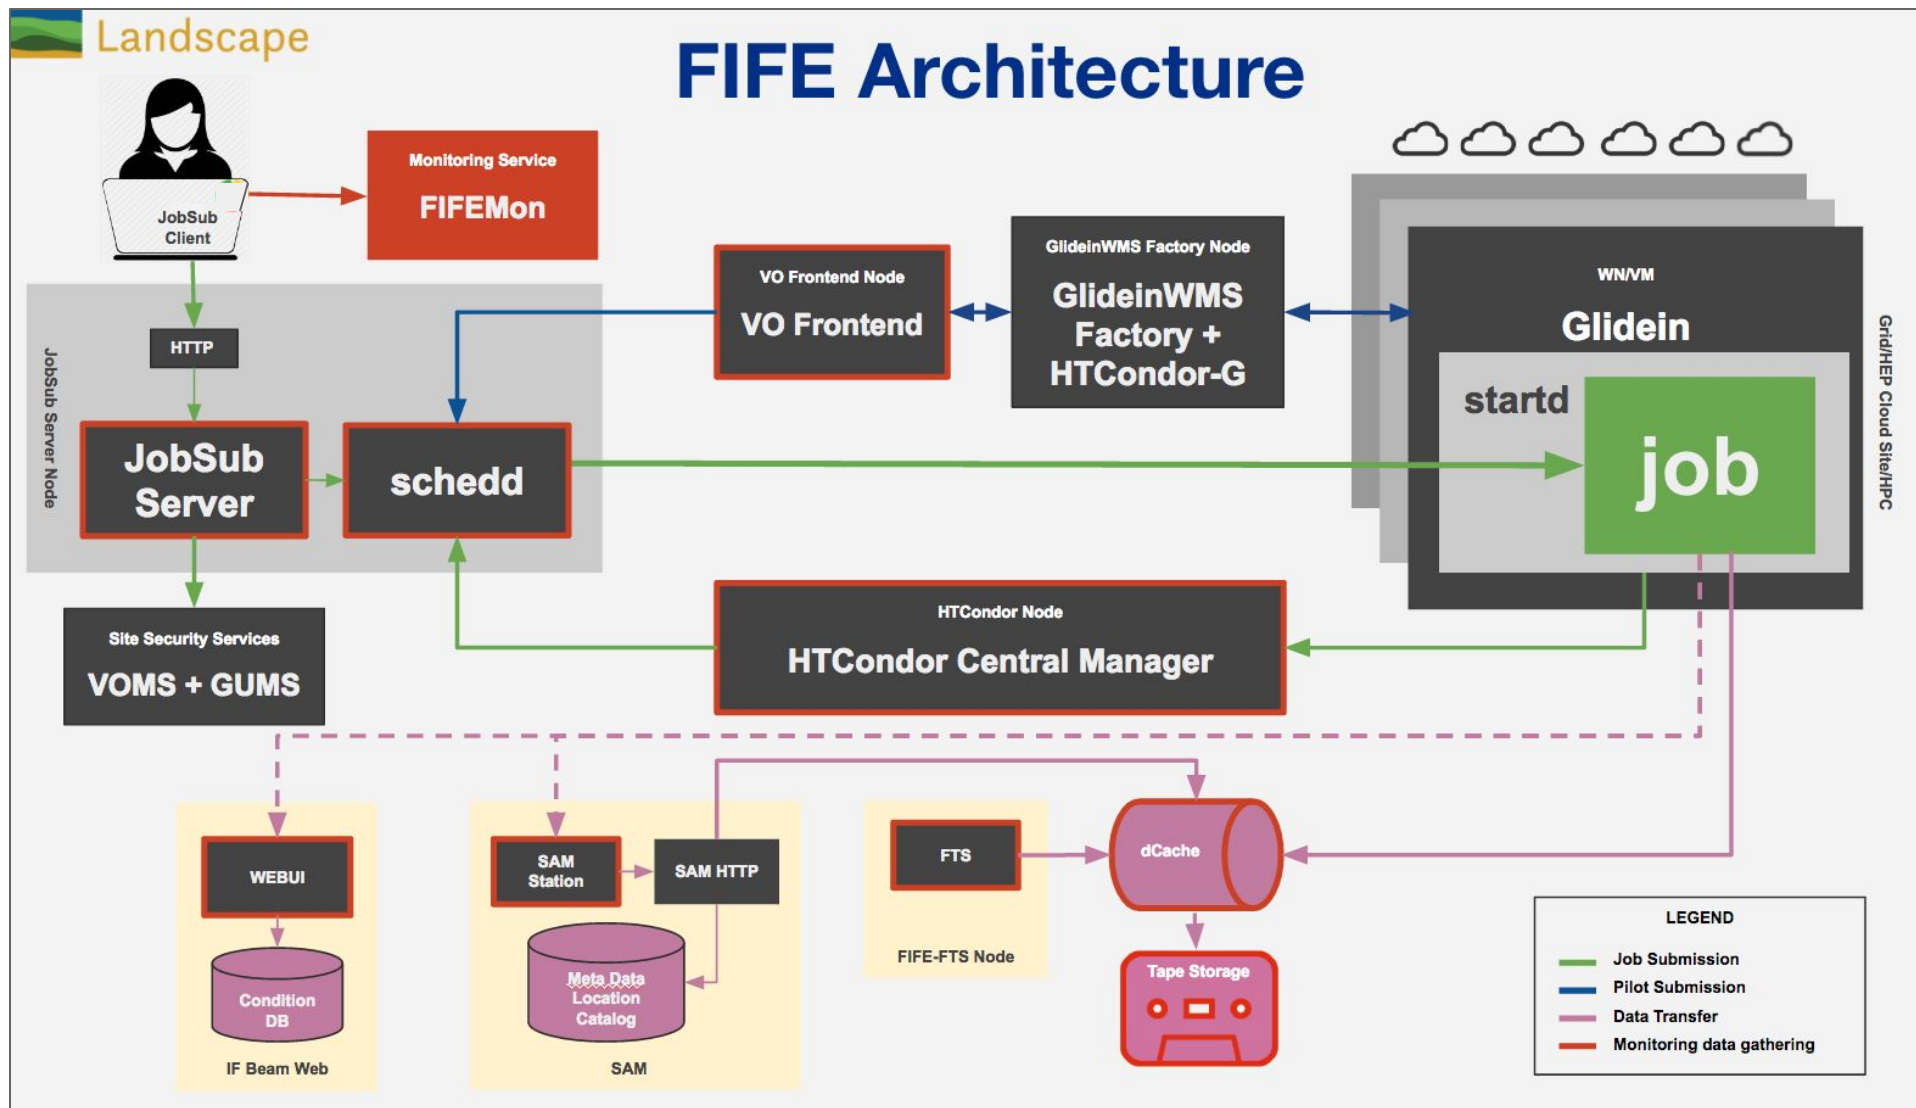 Landscape
FIFE Architecture
JobSub
Client
Monitoring Service
FIFEMon
HTTP
JobSub Server Node
JobSub
Server
schedd
Site Security Services
VOMS + GUMS
VO Frontend Node
VO Frontend
GlideinWMS Factory Node
GlideinWMS
Factory +
HTCondor-G
WN/VM
Glidein
startd
job
Grid/HEP Cloud Site/HPC
HTCondor Node
HTCondor Central Manager
WEBUI
Condition
DB
IF Beam Web
SAM
Station
SAM HTTP
Meta Data
Location
Catalog
SAM
FTS
FIFE-FTS Node
dCache
Tape Storage
LEGEND
Job Submission
Pilot Submission
Data Transfer
Monitoring data gathering